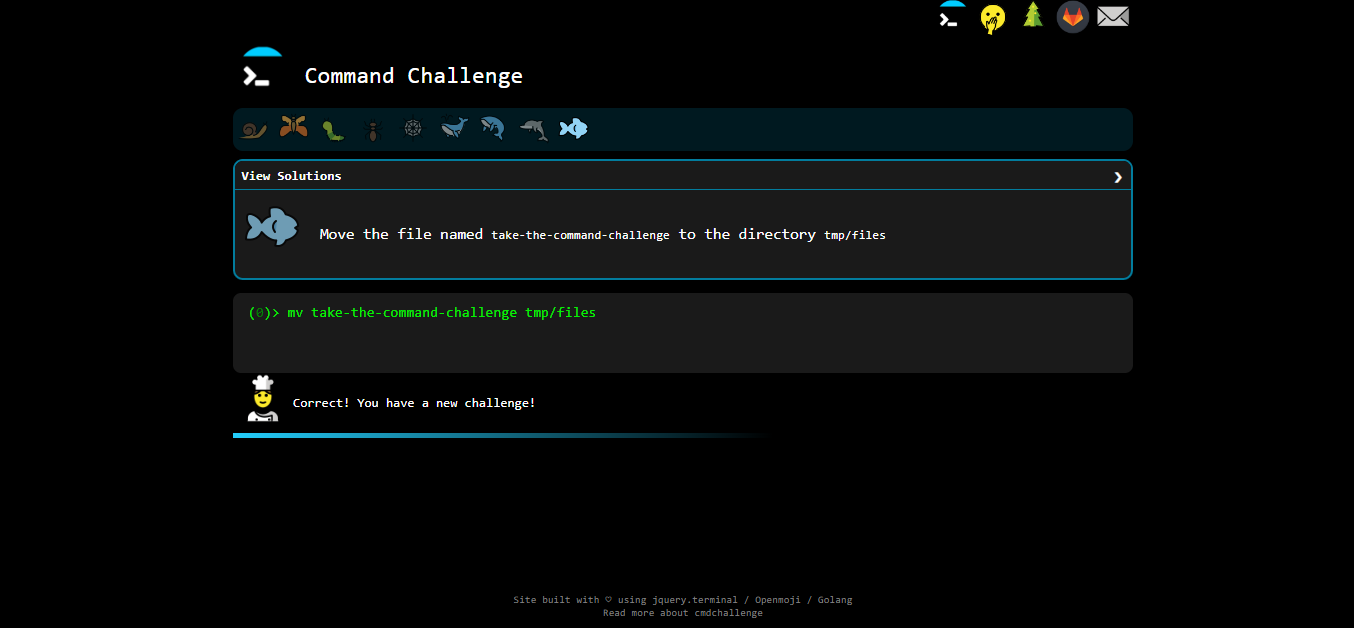 Command Challenge
View Solutions
Move the file named take-the-command-challenge to the directory tmp/files
(0)> mv take-the-command-challenge tmp/files
Correct! You have a new challenge!
Site built with ♡ using jquery.terminal / Openmoji / Golang
Read more about cmdchallenge